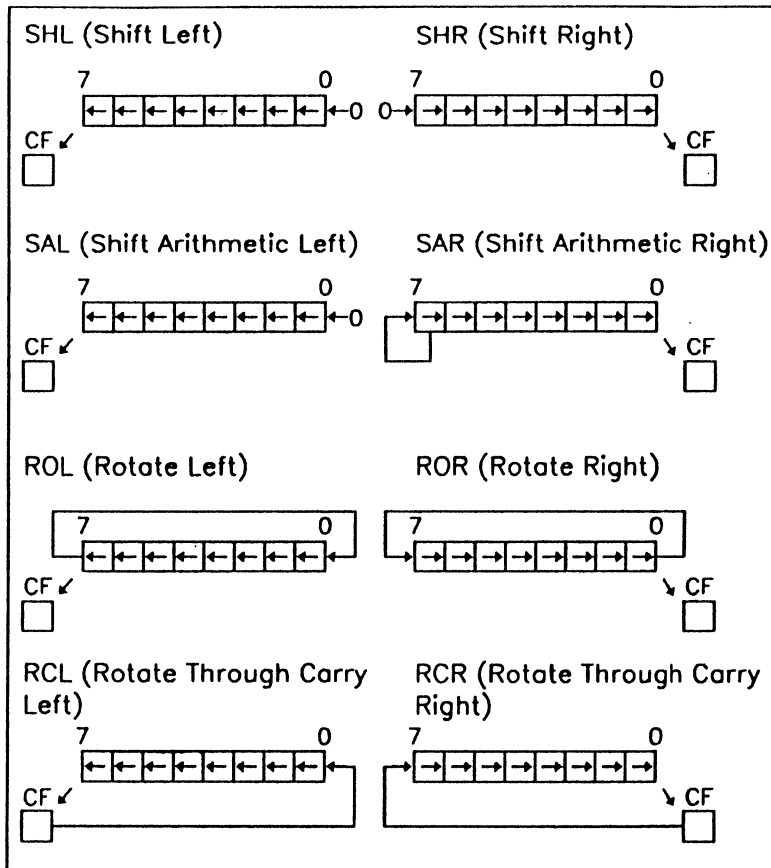 SHL (Shift Left)
7 0 0
CF
SHR (Shift Right)
7 0
0
CF
SAL (Shift Arithmetic Left)
7 0 0
CF
SAR (Shift Arithmetic Right)
7 0
CF
ROL (Rotate Left)
7 0
CF
ROR (Rotate Right)
7 0
CF
RCL (Rotate Through Carry
Left)
7 0
CF
RCR (Rotate Through Carry
Right)
7 0
CF